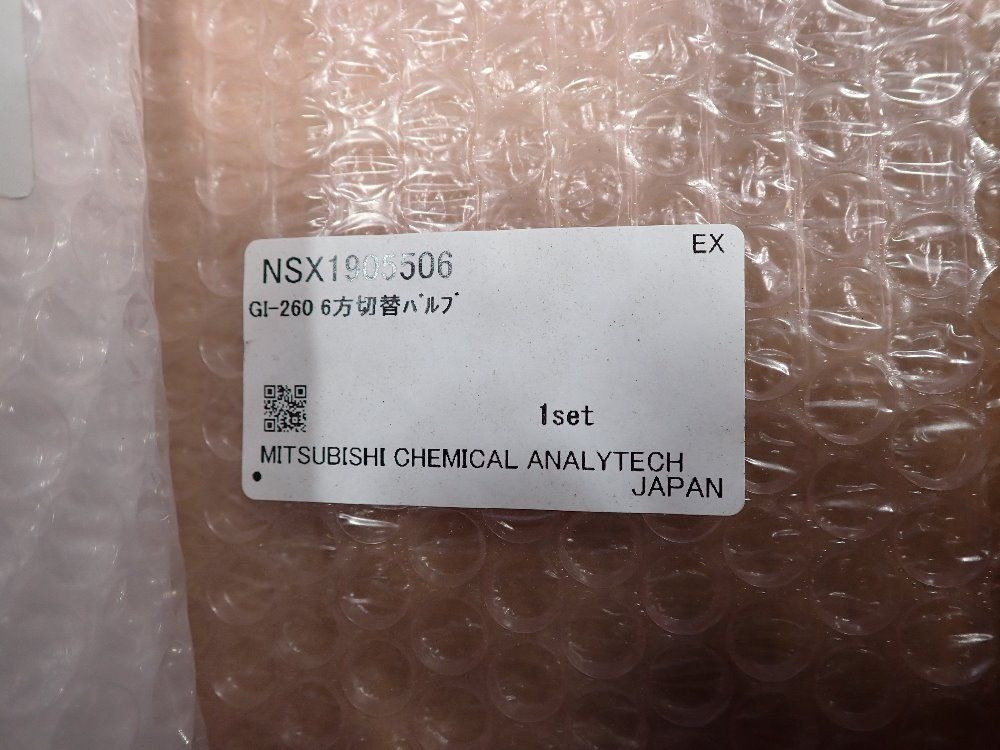 EX
NSX1905506
GI-260 6方切替ﾊﾞﾙﾌﾞ
1set
MITSUBISHI CHEMICAL ANALYTECH
JAPAN